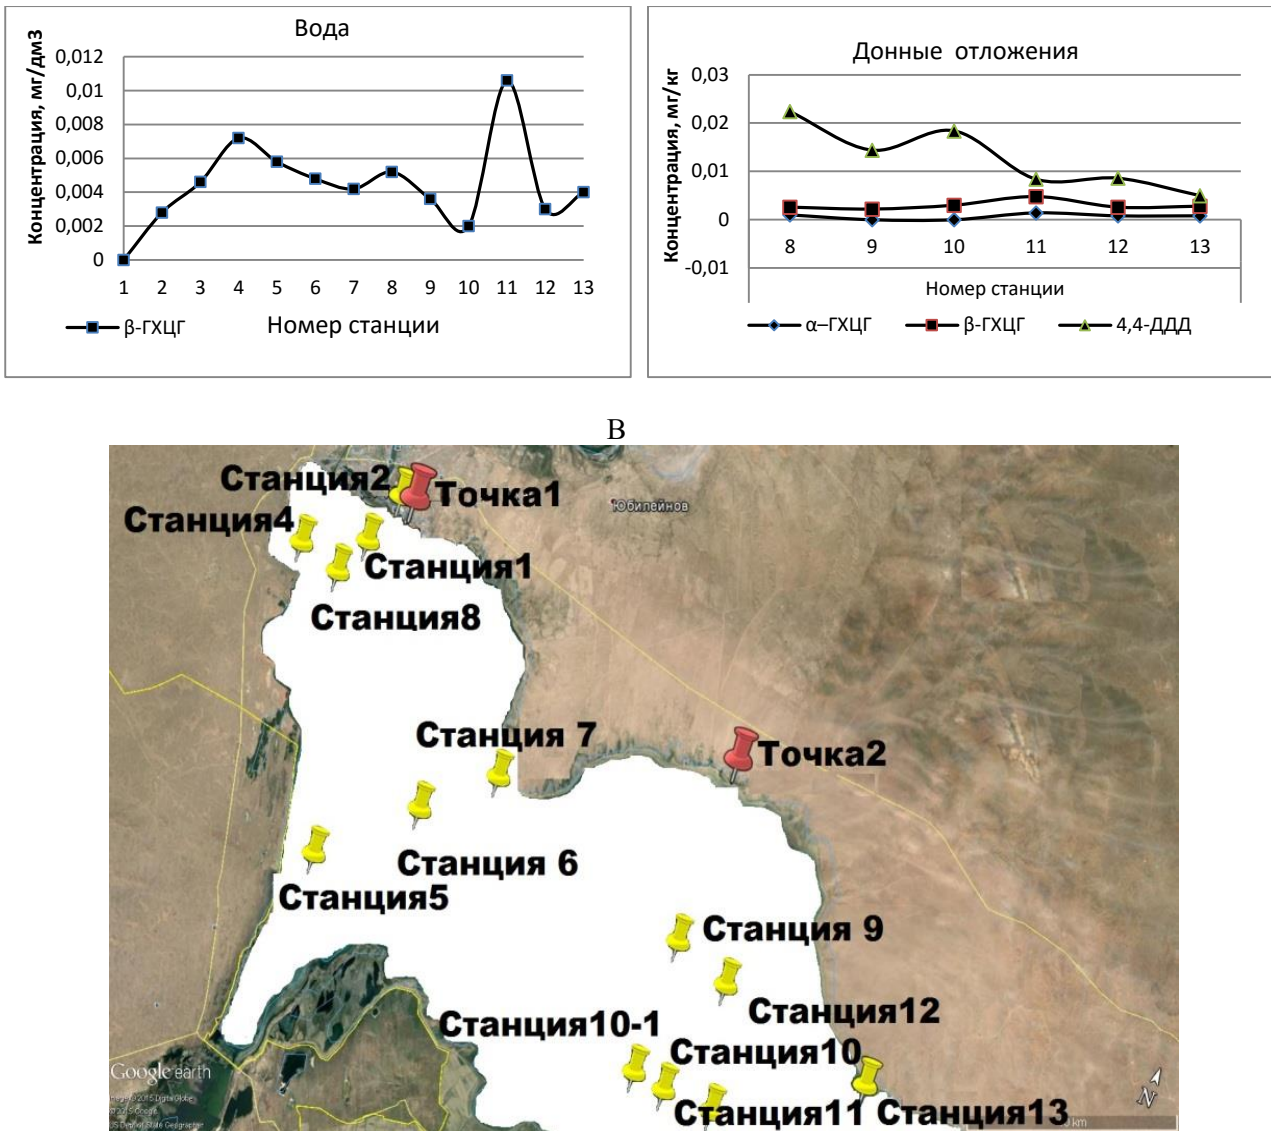 Вода
Концентрация, мг/дм3
0,012
0,01
0,008
0,006
0,004
0,002
0
1 2 3 4 5 6 7 8 9 10 11 12 13
β-ГХЦГ
Номер станции
Донные отложения
Концентрация, мг/кг
0,03
0,02
0,01
0
-0,01
8 9 10 11 12 13
Номер станции
α–ГХЦГ β-ГХЦГ 4,4-ДДД
В
Станция2
Точка1
Юбилейнов
Станция4
Станция1
Станция8
Станция 7
Точка2
Станция 6
Станция5
Станция 9
Станция12
Станция10-1
Станция10
Станция11
Станция13
Google earth
N
km